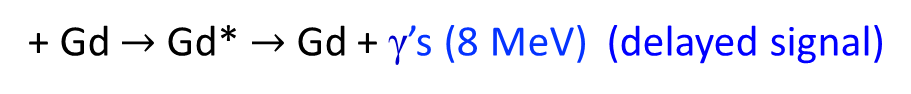 + Gd → Gd* → Gd + γ’s (8 MeV) (delayed signal)